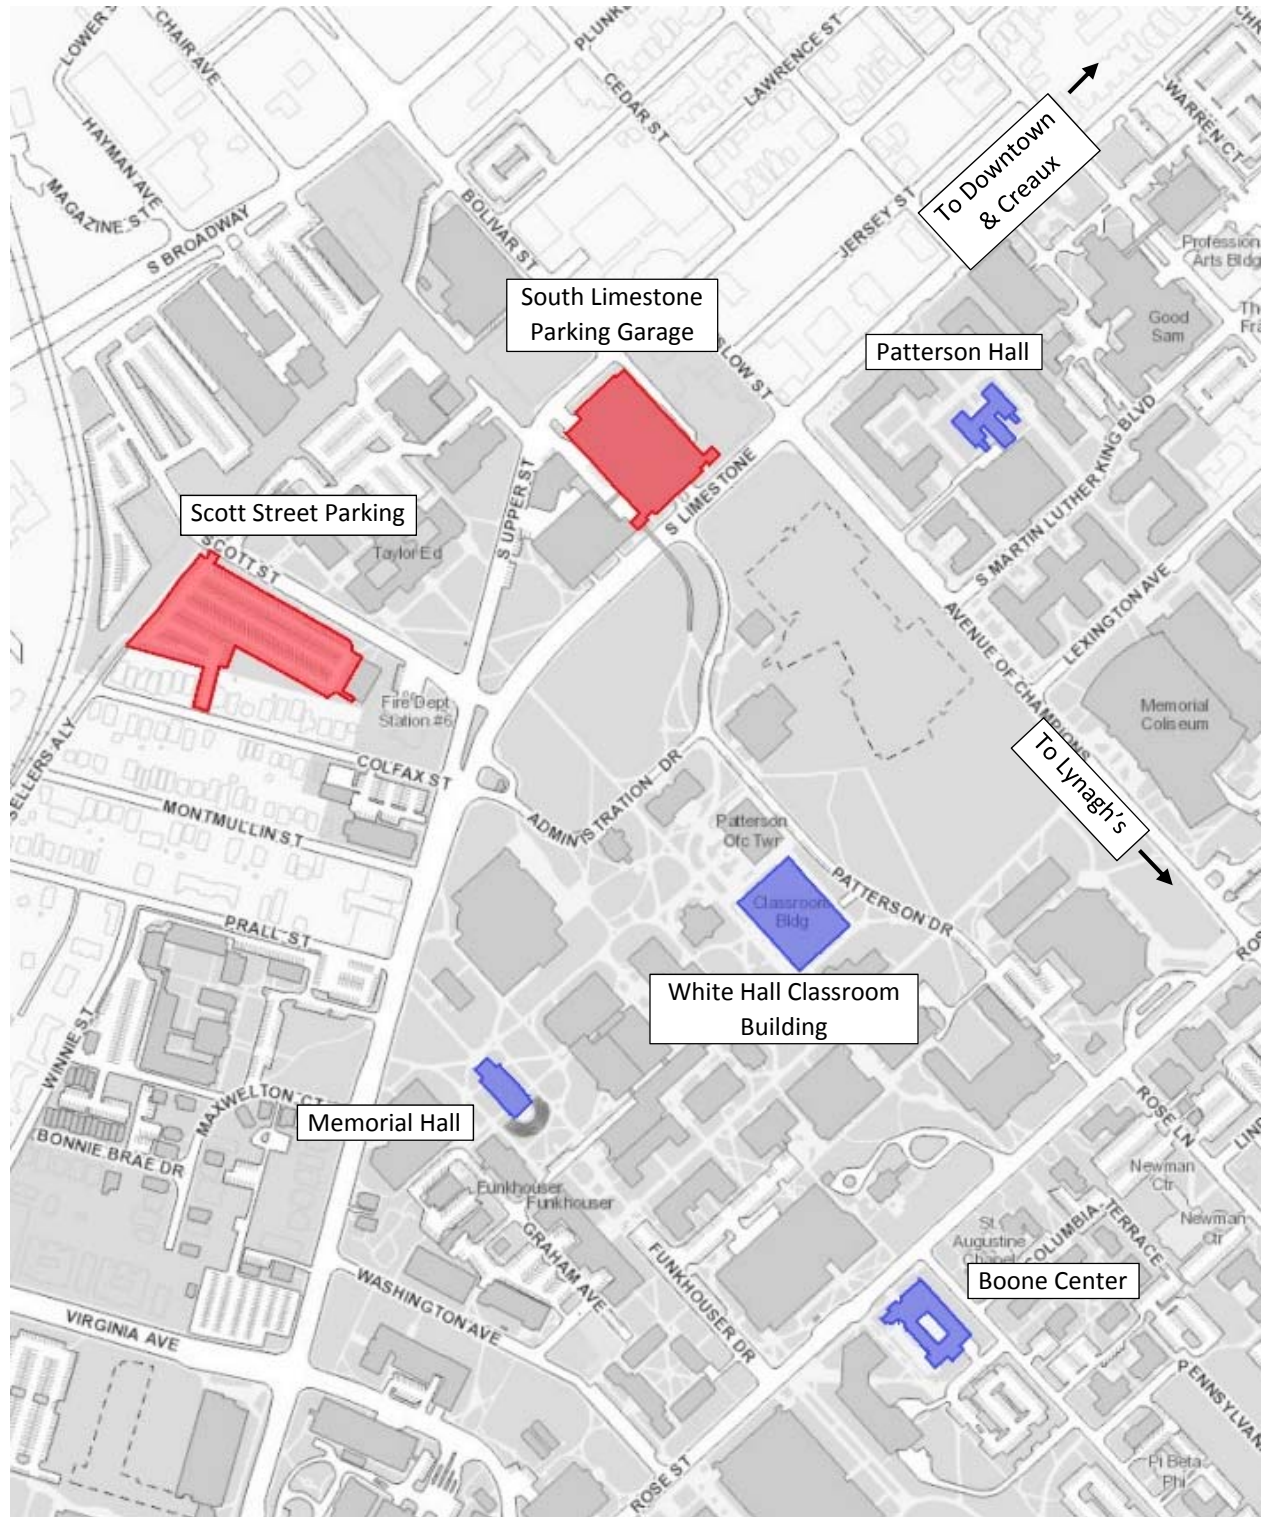 CHAIR AVE
PLUNK
LAWRENCE ST
CEDAR ST
HAYMAN AVE
MAGAZINE ST
S BROADWAY
BOLIVAR ST
JERSEY ST
WARREN CT
To Downtown
& Creaux
Profession
Arts Bldg
Good
Sam
South Limestone
Parking Garage
Patterson Hall
S LIMESTONE
S UPPER ST
Scott Street Parking
SCOTT ST
Taylor Ed
S MARTIN LUTHER KING BLVD
LEXINGTON AVE
AVENUE OF CHAMPIONS
Memorial
Coliseum
To Lynagh's
Fire Dept
Station #6
COLFAX ST
SELLERS ALY
MONTMULLIN ST
ADMINISTRATION DR
Patterson
Ofc Twr
PATTERSON DR
Classroom
Bldg
White Hall Classroom
Building
PRALL ST
WINNIE ST
MAXWELTON CT
BONNIE BRAE DR
Memorial Hall
Funkhouser
Funkhouser
GRAHAM AVE
FUNKHOUSER DR
WASHINGTON AVE
VIRGINIA AVE
ROSE LN
Newman
Ctr
Newman
Ctr
St.
Augustine
Chapel
COLUMBIA
TERRACE
Boone Center
PENNSYLVAN
Pi Beta
Phi
ROSE ST